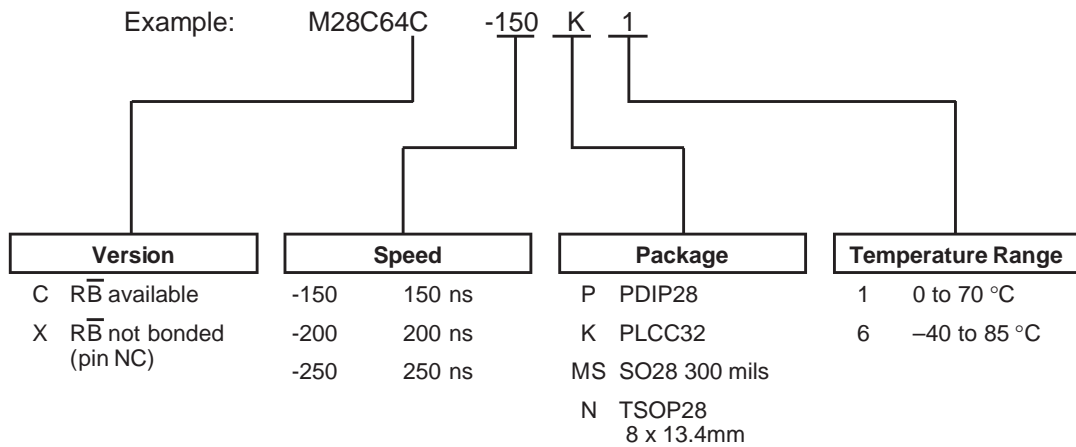 Example: M28C64C -150 K 1
Version Speed Package Temperature Range
C RB̅ available
X RB̅ not bonded
(pin NC)
-150 150 ns
-200 200 ns
-250 250 ns
P PDIP28
K PLCC32
MS SO28 300 mils
N TSOP28
8 x 13.4mm
1 0 to 70 °C
6 –40 to 85 °C